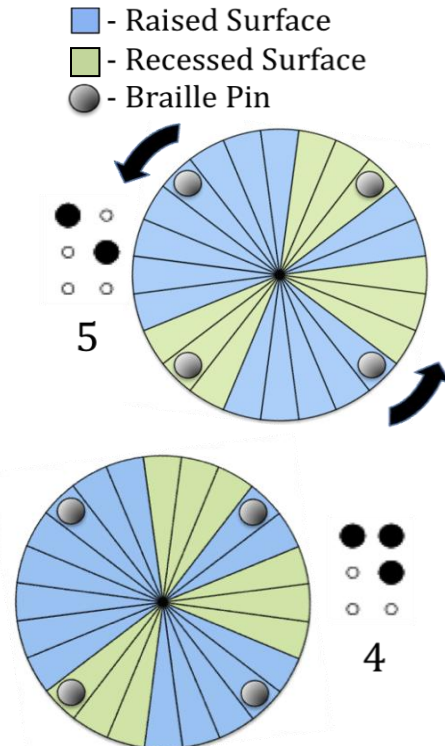 - Raised Surface
- Recessed Surface
- Braille Pin
5
4